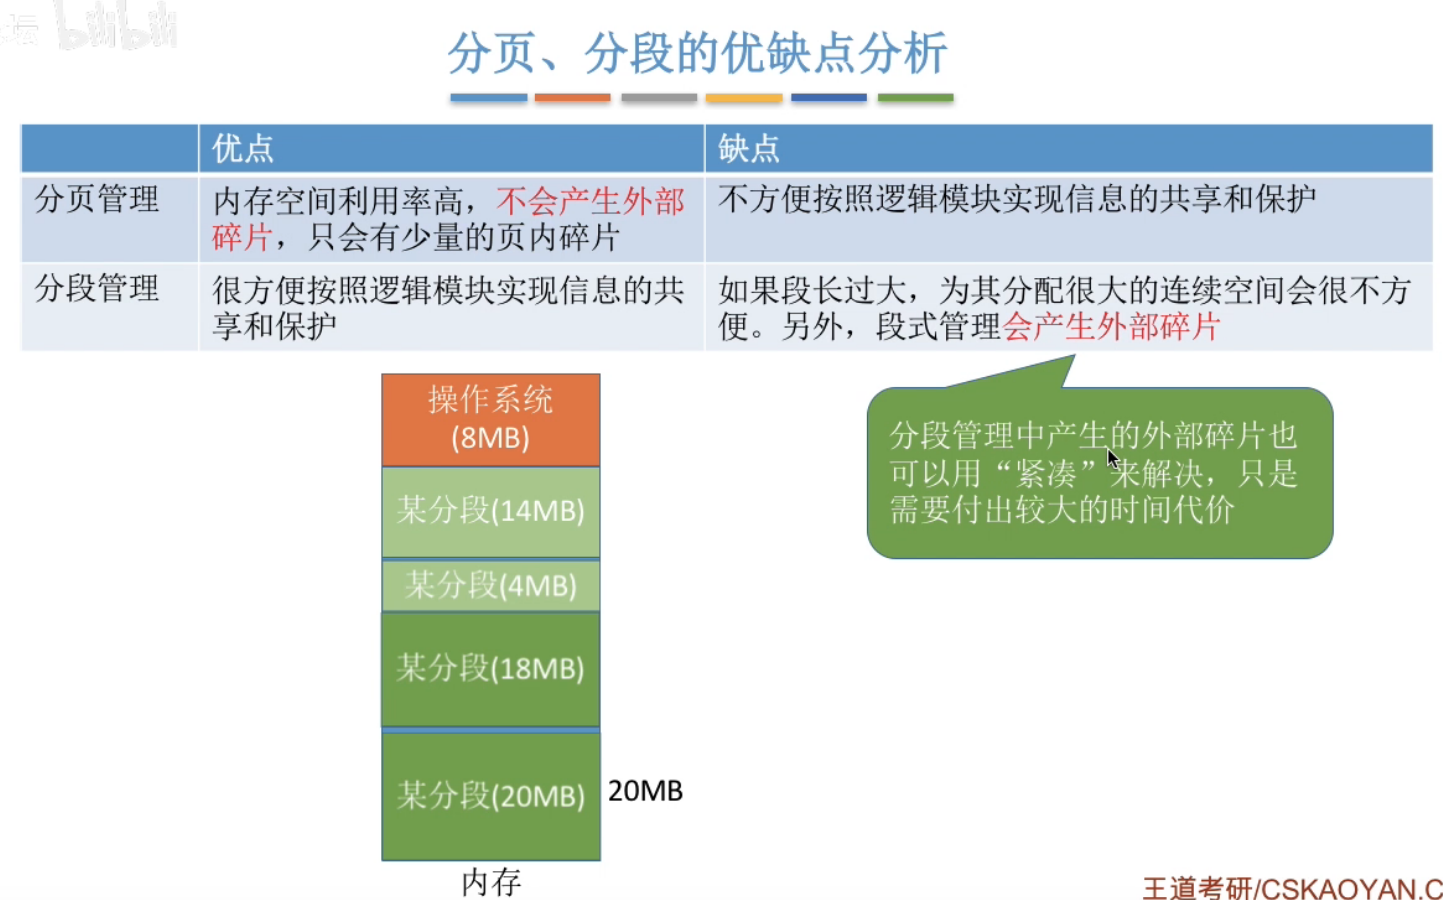 坛 bilibili
分页、分段的优缺点分析
优点
缺点
分页管理
内存空间利用率高，不会产生外部
碎片，只会有少量的页内碎片
不方便按照逻辑模块实现信息的共享和保护
分段管理
很方便按照逻辑模块实现信息的共
享和保护
如果段长过大，为其分配很大的连续空间会很不方
便。另外，段式管理会产生外部碎片
操作系统
(8MB)
某分段(14MB)
某分段(4MB)
某分段(18MB)
某分段(20MB)
20MB
内存
分段管理中产生的外部碎片也
可以用“紧凑”来解决，只是
需要付出较大的时间代价
王道考研/CSKAOYAN.C